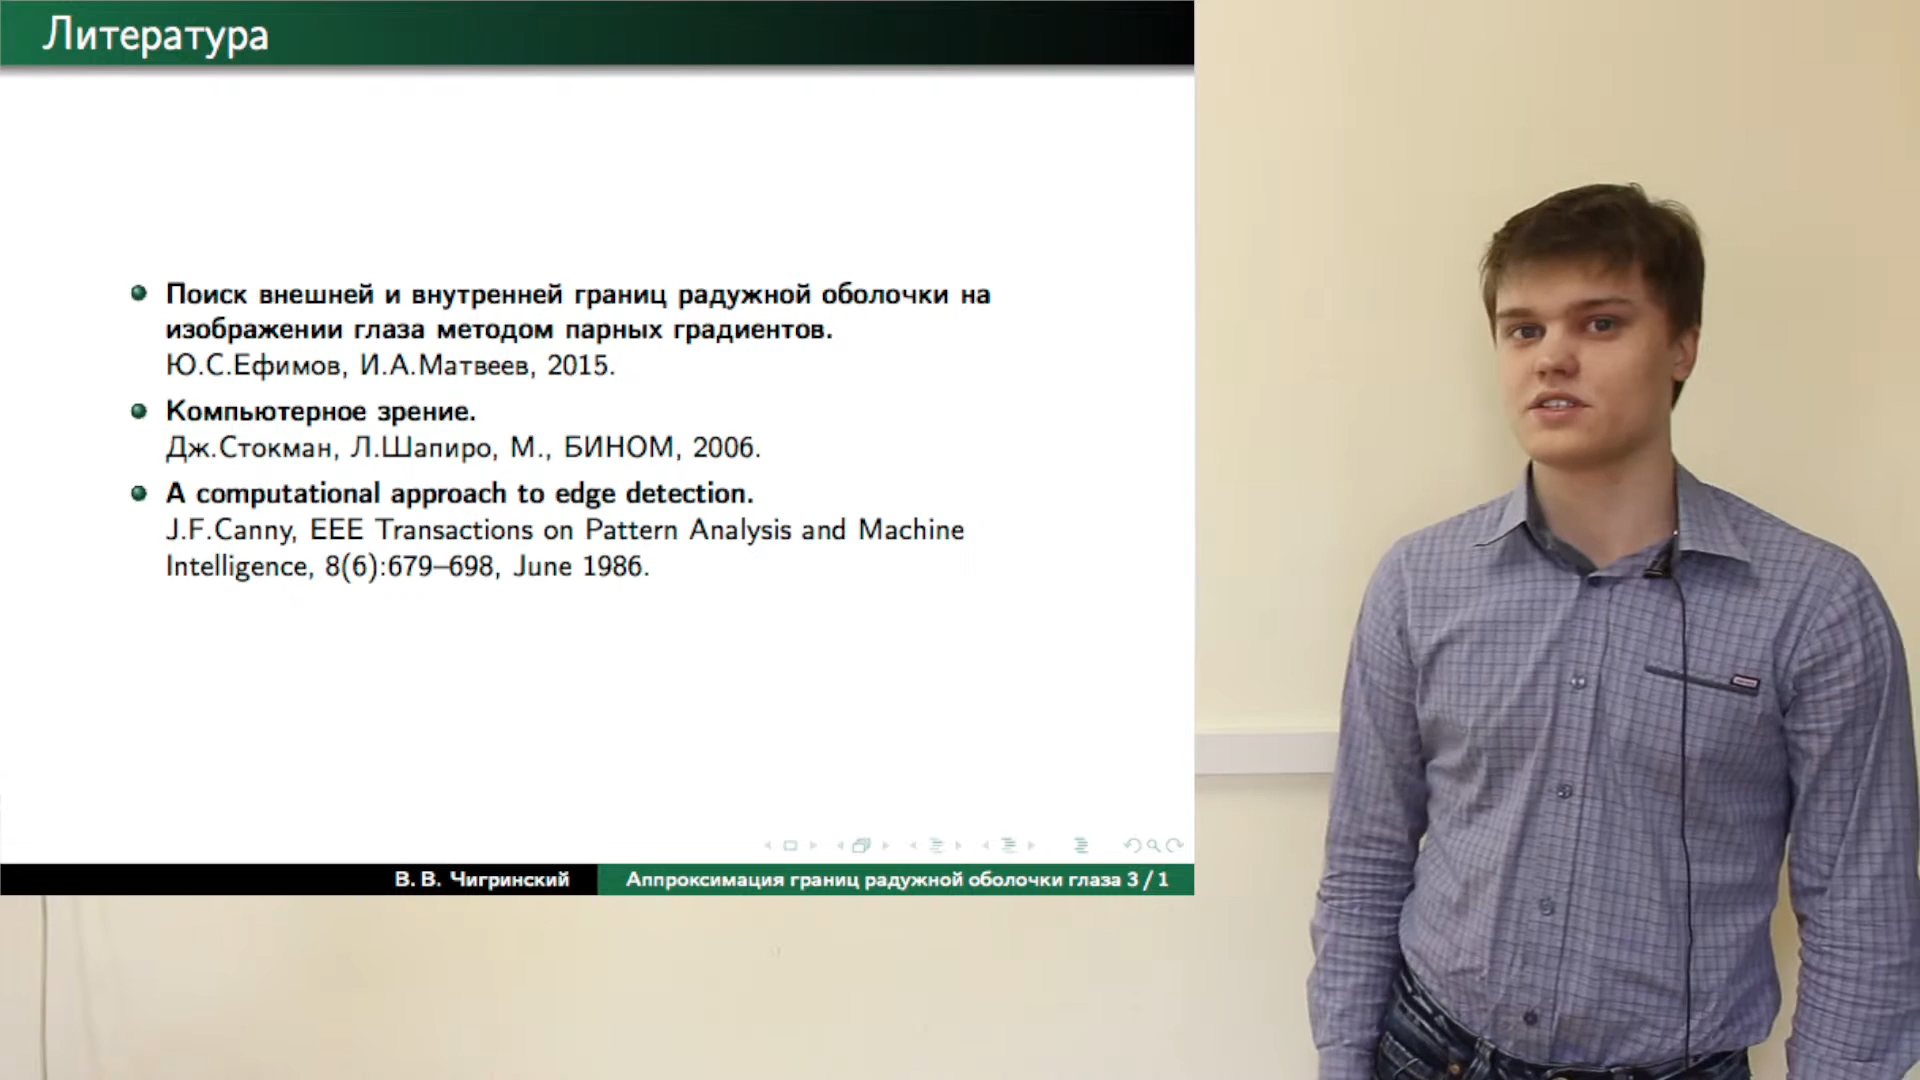 Литература
Поиск внешней и внутренней границ радужной оболочки на
изображении глаза методом парных градиентов.
Ю.С.Ефимов, И.А.Матвеев, 2015.
Компьютерное зрение.
Дж.Стокман, Л.Шапиро, М., БИНОМ, 2006.
A computational approach to edge detection.
J.F.Canny, EEE Transactions on Pattern Analysis and Machine
Intelligence, 8(6):679–698, June 1986.
В. В. Чигринский
Аппроксимация границ радужной оболочки глаза 3 / 1